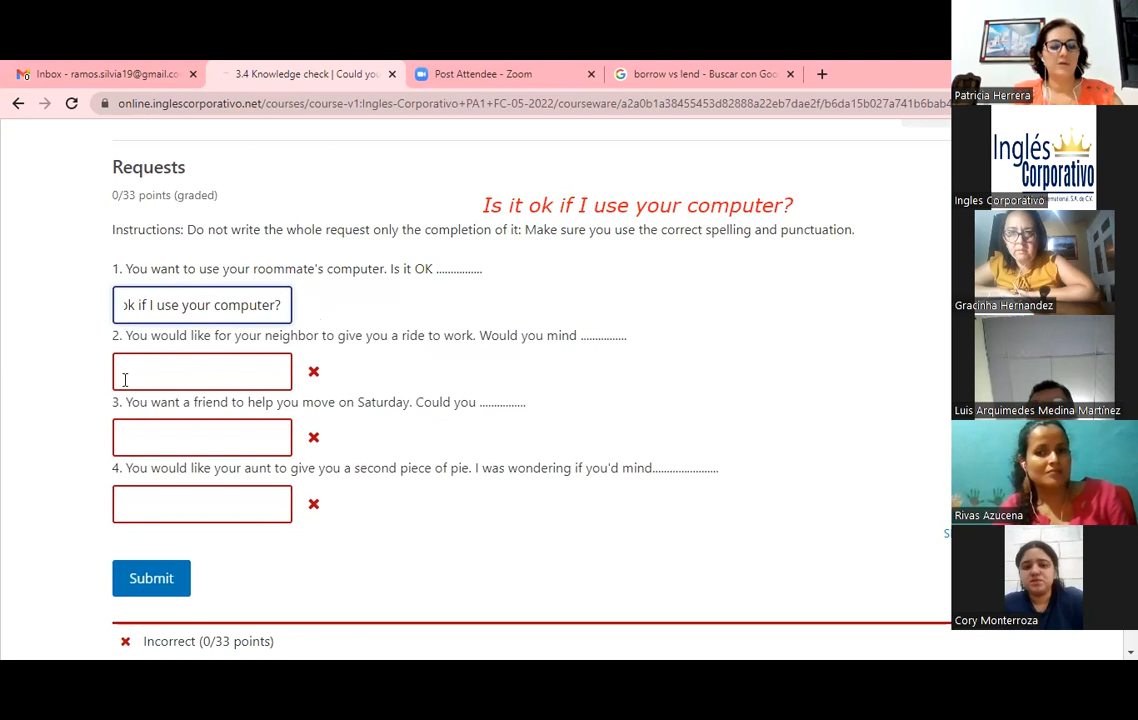 Inbox - ramos.silvia19@gmail.co
3.4 Knowledge check | Could you
Post Attendee - Zoom
borrow vs lend - Buscar con Goo
online.inglescorporativo.net/courses/course-v1:Ingles-Corporativo+PA1+FC-05-2022/courseware/a2a0b1a38455453d82888a22eb7dae2f/b6da15b027a741b6bab4
Requests
0/33 points (graded)
Is it ok if I use your computer?
Instructions: Do not write the whole request only the completion of it: Make sure you use the correct spelling and punctuation.
1. You want to use your roommate's computer. Is it OK ................
ok if I use your computer?
2. You would like for your neighbor to give you a ride to work. Would you mind ................
3. You want a friend to help you move on Saturday. Could you ................
4. You would like your aunt to give you a second piece of pie. I was wondering if you'd mind.......................
Submit
Incorrect (0/33 points)
Patricia Herrera
Inglés
Corporativo
Ingles Corporativo
Gracinha Hernandez
Luis Arquimedes Medina Martínez
Rivas Azucena
Cory Monterroza